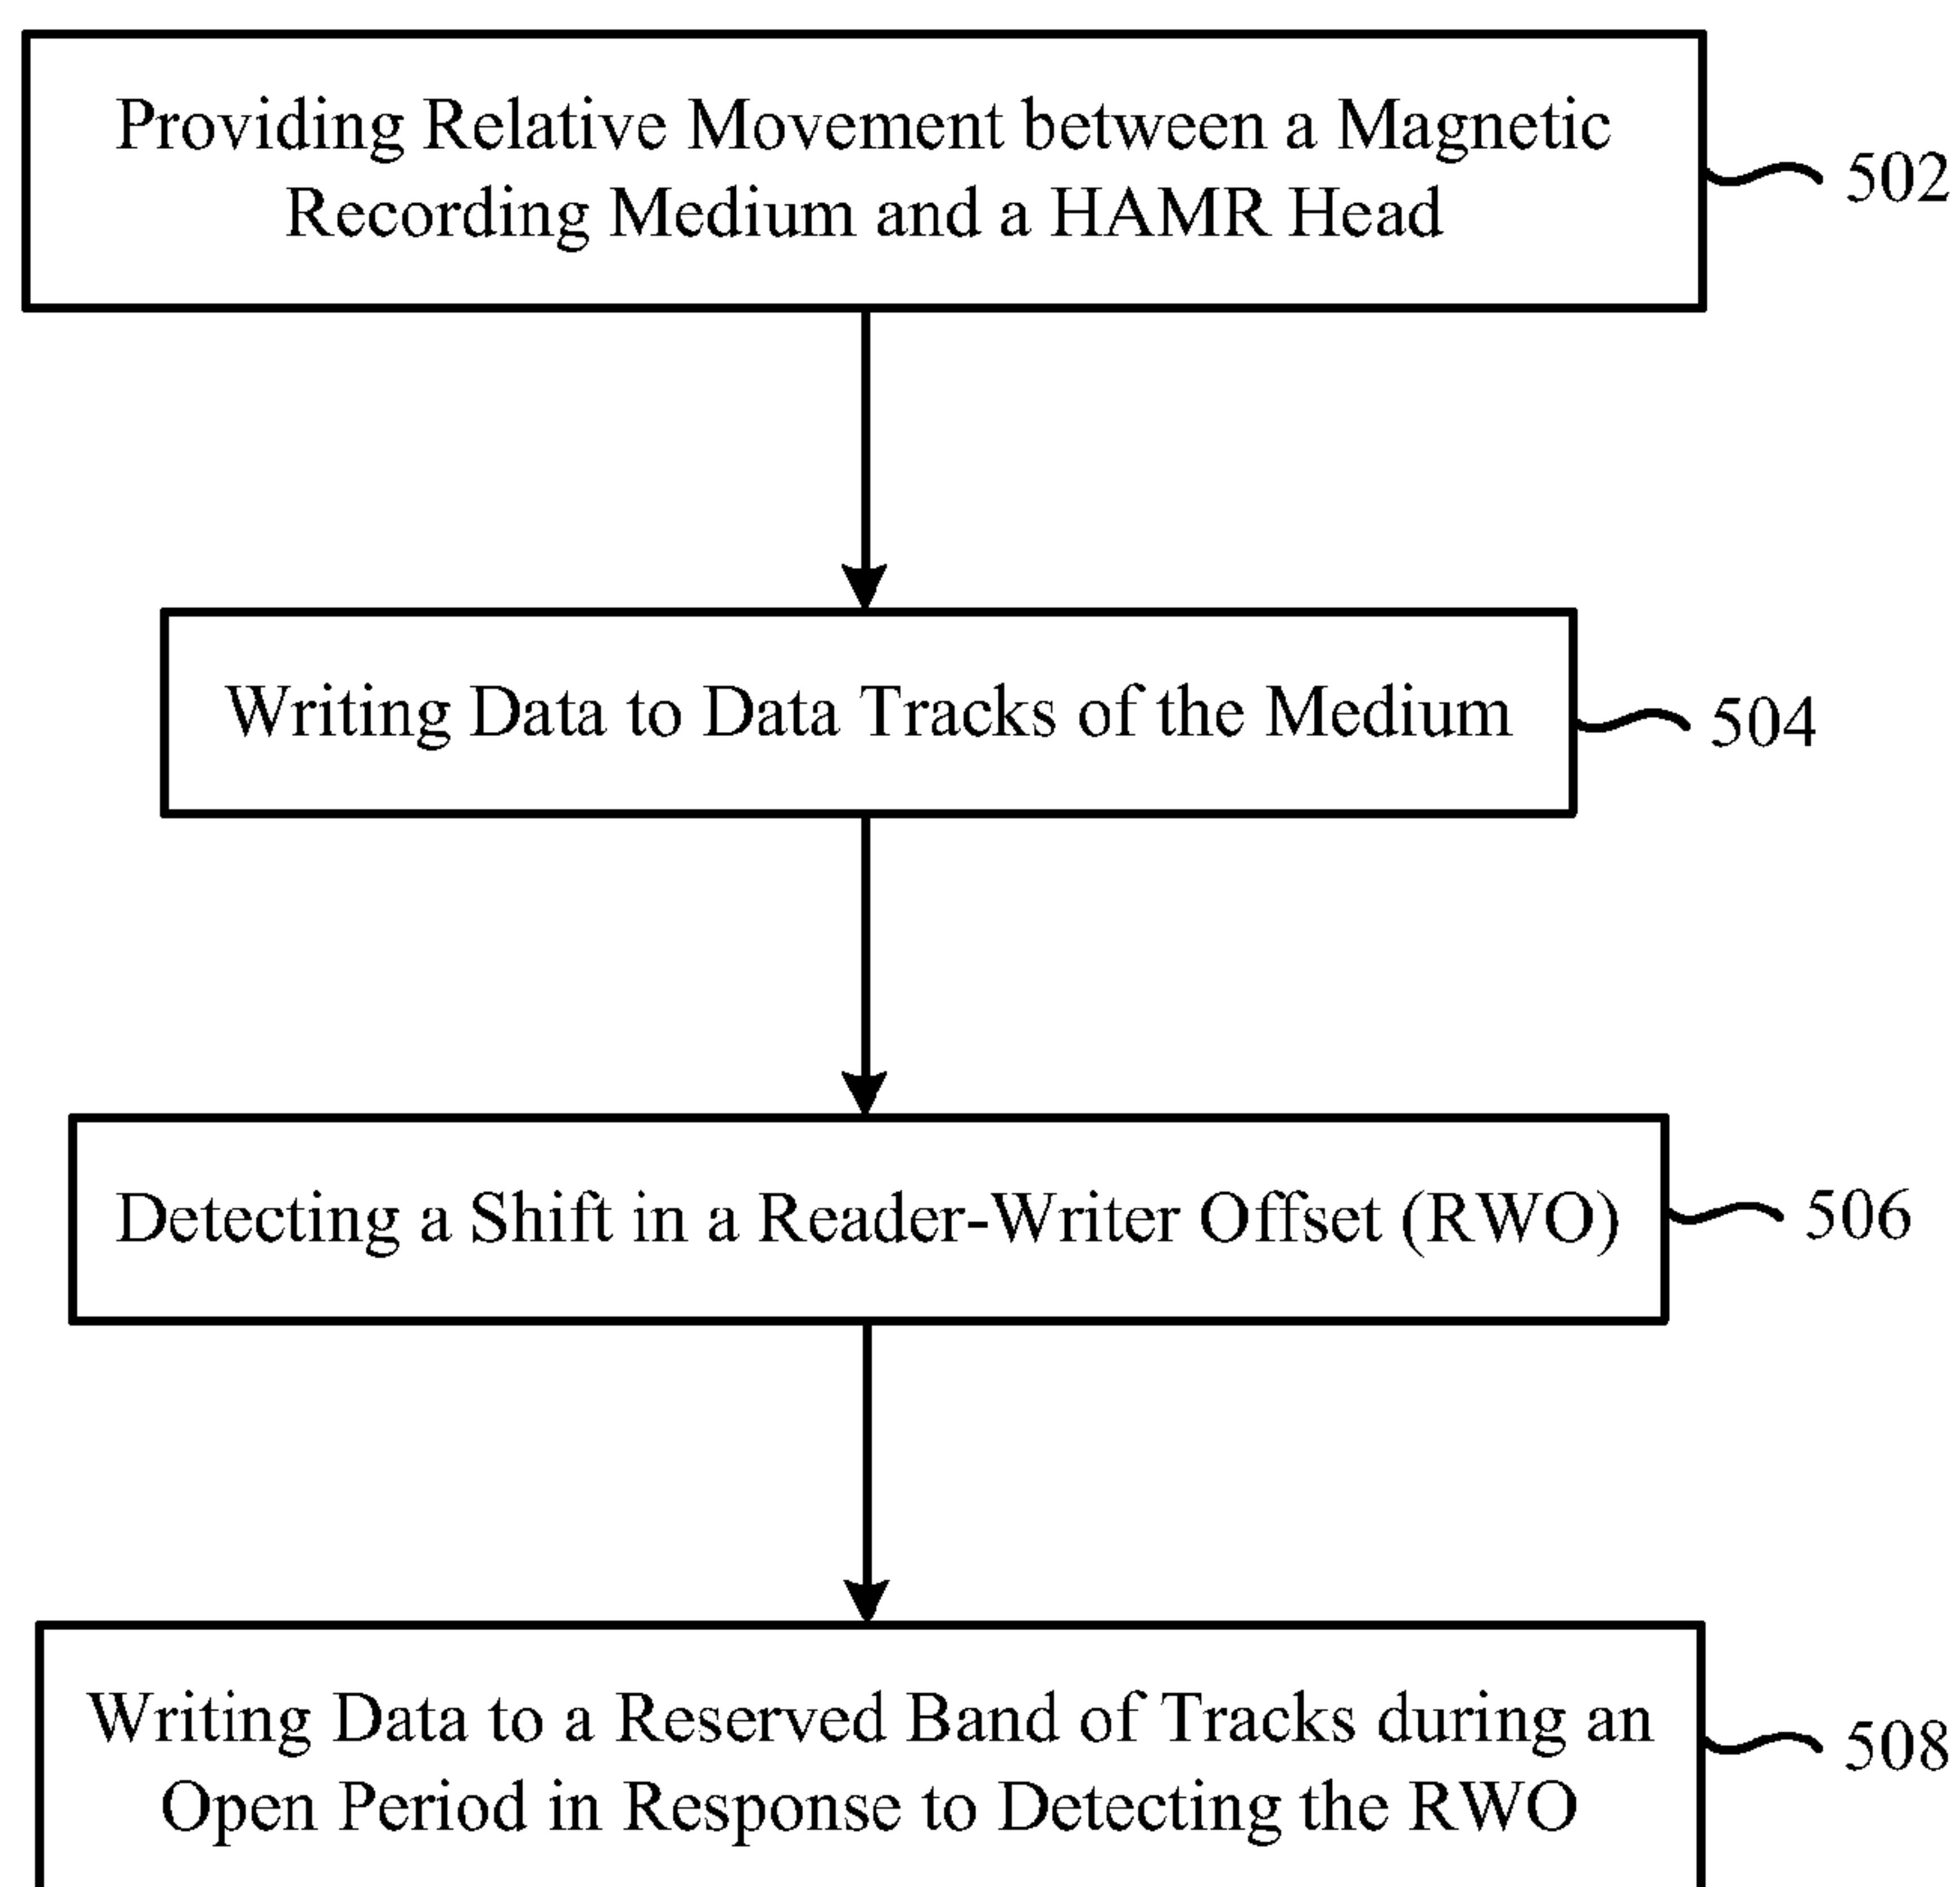 Providing Relative Movement between a Magnetic
Recording Medium and a HAMR Head
502
Writing Data to Data Tracks of the Medium
504
Detecting a Shift in a Reader-Writer Offset (RWO)
506
Writing Data to a Reserved Band of Tracks during an
Open Period in Response to Detecting the RWO
508